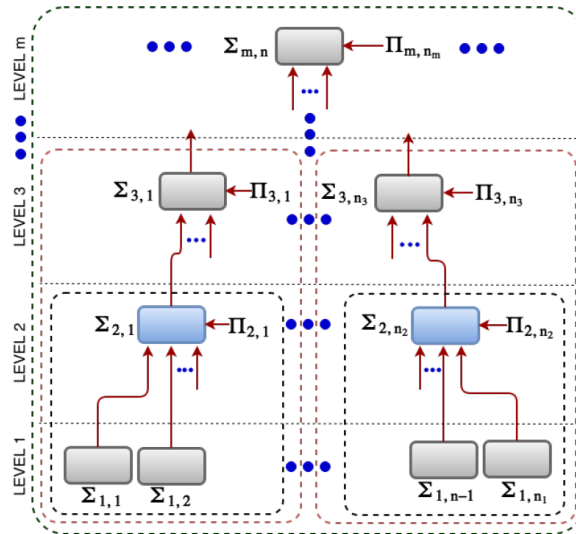 LEVEL m
Σm, n
Πm, nm
LEVEL 3
Σ3, 1
Π3, 1
Σ3, n3
Π3, n3
LEVEL 2
Σ2, 1
Π2, 1
Σ2, n2
Π2, n2
LEVEL 1
Σ1, 1
Σ1, 2
Σ1, n−1
Σ1, n1